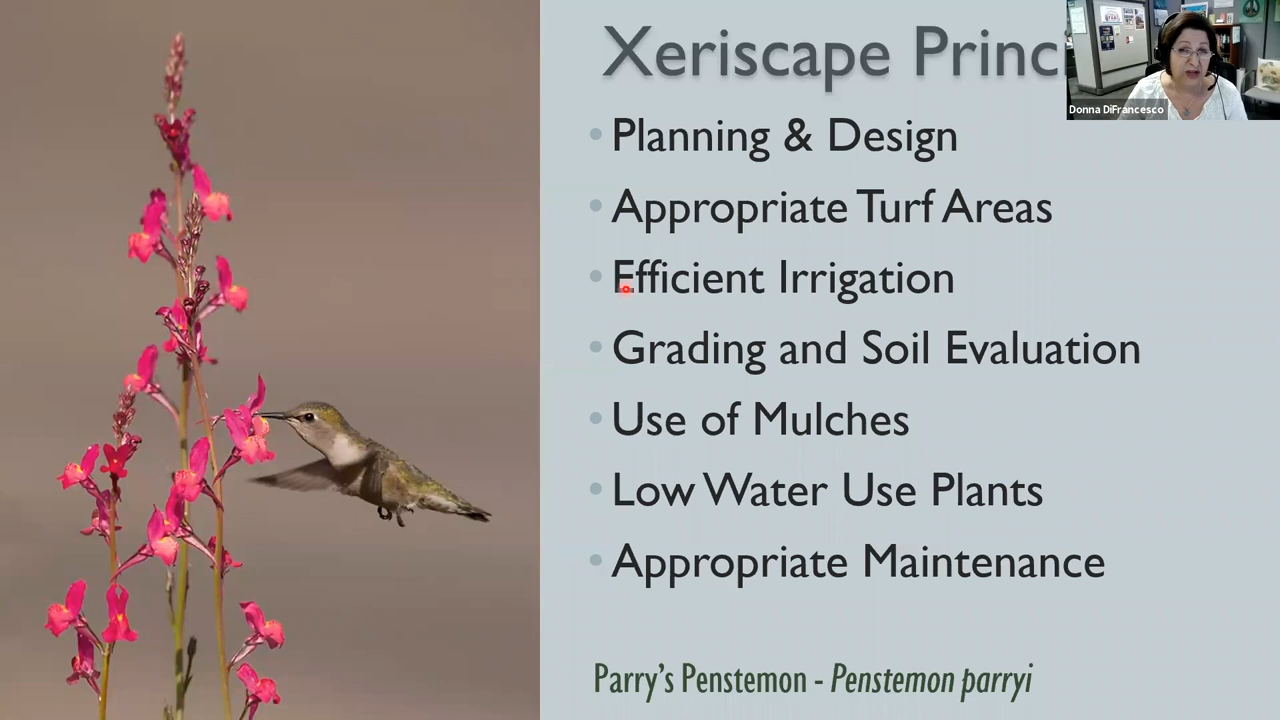 Xeriscape Princi
Donna DiFrancesco
• Planning & Design
• Appropriate Turf Areas
• Efficient Irrigation
• Grading and Soil Evaluation
• Use of Mulches
• Low Water Use Plants
• Appropriate Maintenance
Parry's Penstemon - Penstemon parryi